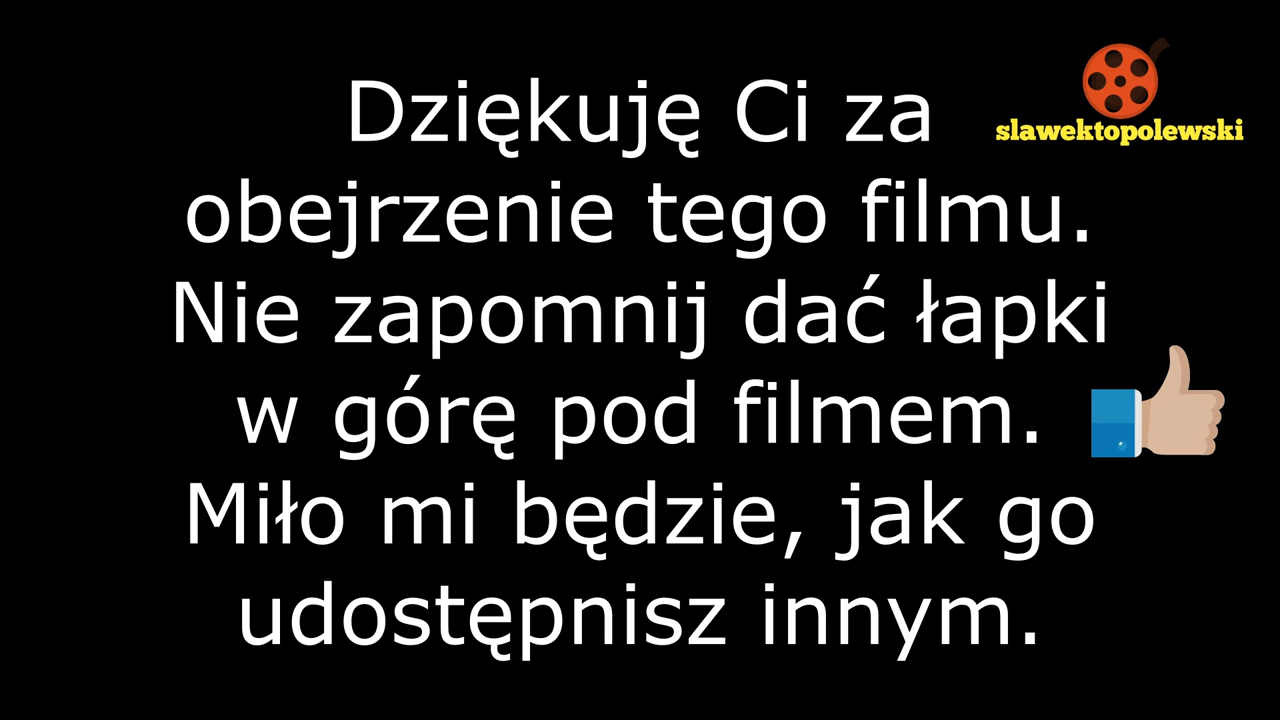 Dziękuję Ci za
slawektopolewski
obejrzenie tego filmu.
Nie zapomnij dać łapki
w górę pod filmem.
Miło mi będzie, jak go
udostępnisz innym.